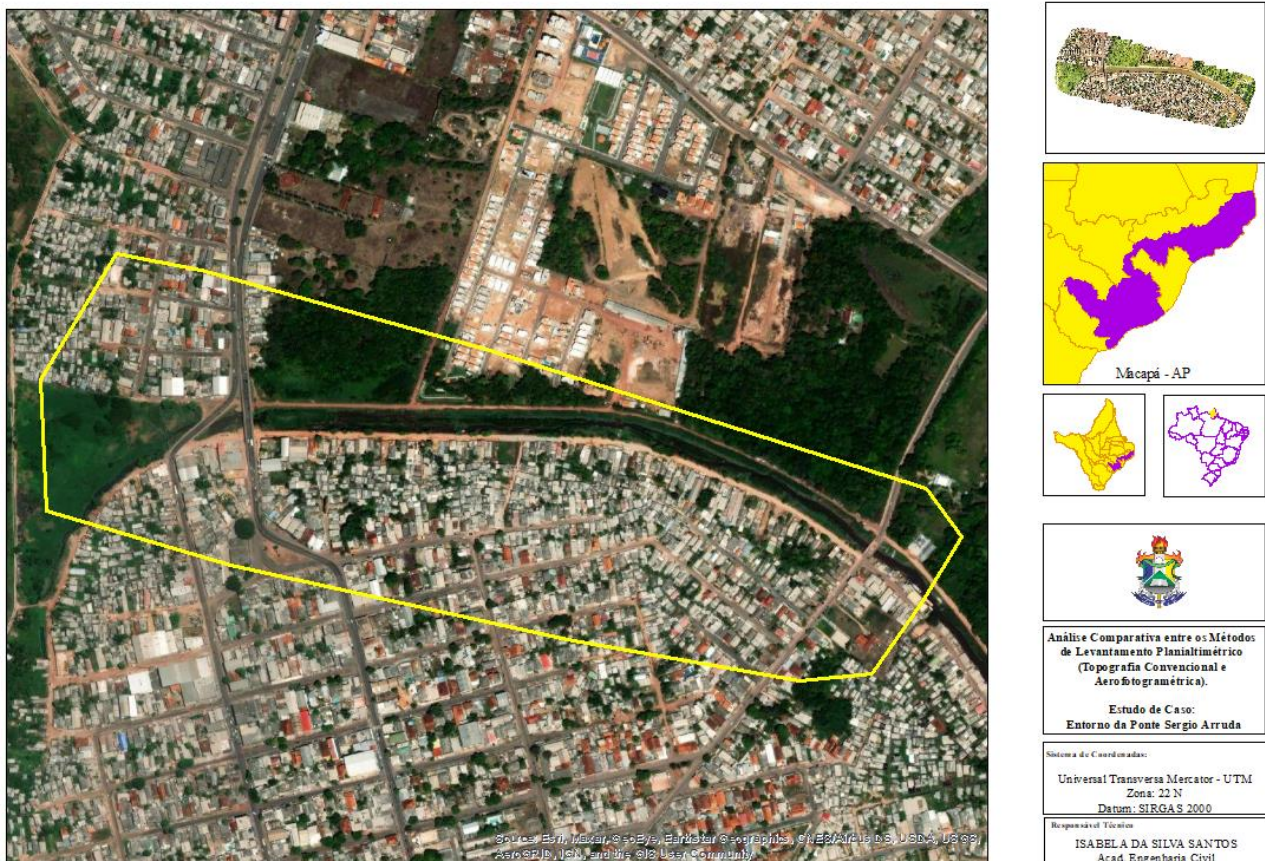 Macapá - AP
Análise Comparativa entre os Métodos
de Levantamento Planialtimétrico
(Topografia Convencional e
Aerofotogramétrica).
Estudo de Caso:
Entorno da Ponte Sergio Arruda
Sistema de Coordenadas:
Universal Transversa Mercator - UTM
Zona: 22 N
Datum: SIRGAS 2000
Responsável Técnico
ISABELA DA SILVA SANTOS
Acad. Engenharia Civil
Source: Esri, Maxar, GeoEye, Earthstar Geographics, CNES/Airbus DS, USDA, USGS,
AeroGRID, IGN, and the GIS User Community